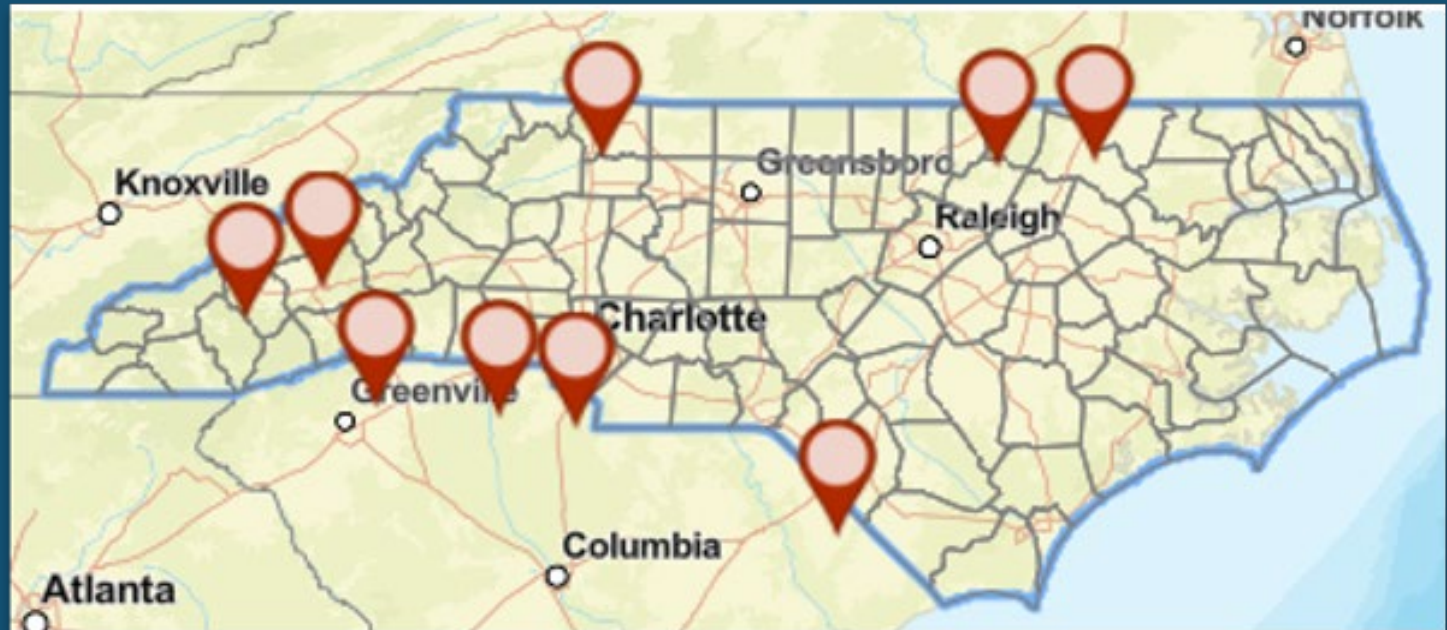 Norfolk
Knoxville
Greensboro
Raleigh
Charlotte
Greenville
Columbia
Atlanta